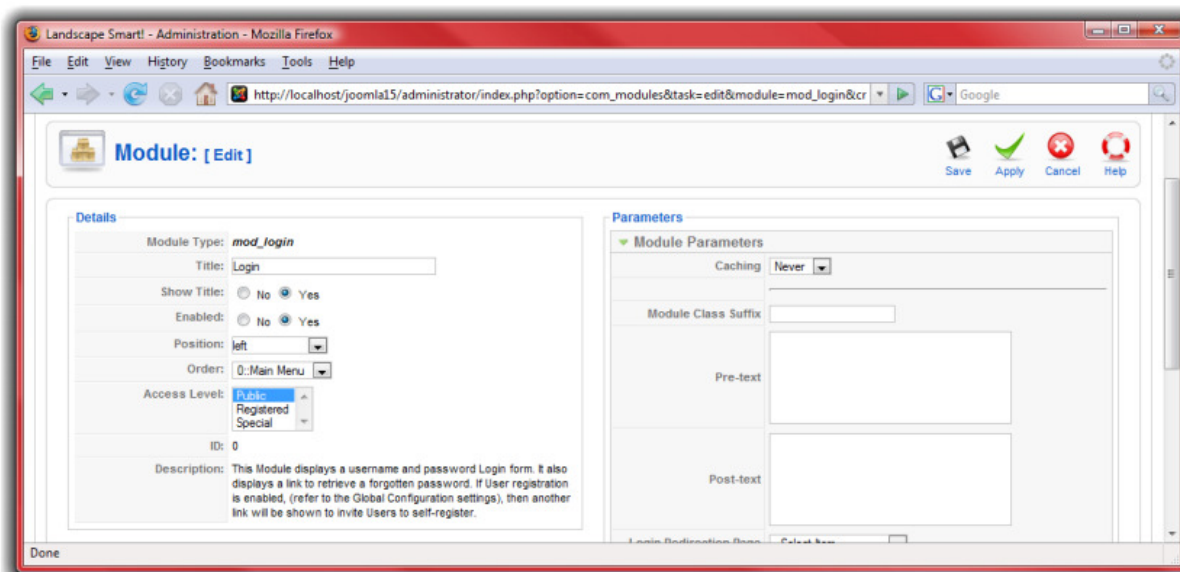 Landscape Smart! - Administration - Mozilla Firefox
File Edit View History Bookmarks Tools Help
http://localhost/joomla15/administrator/index.php?option=com_modules&task=edit&module=mod_login&cr
Google
Module: [ Edit ]
Save Apply Cancel Help
Details
Module Type: mod_login
Title: Login
Show Title: No Yes
Enabled: No Yes
Position: left
Order: 0::Main Menu
Access Level: Public
Registered
Special
ID: 0
Description: This Module displays a username and password Login form. It also
displays a link to retrieve a forgotten password. If User registration
is enabled, (refer to the Global Configuration settings), then another
link will be shown to invite Users to self-register.
Parameters
Module Parameters
Caching Never
Module Class Suffix
Pre-text
Post-text
Login Redirection Page Select Item
Done